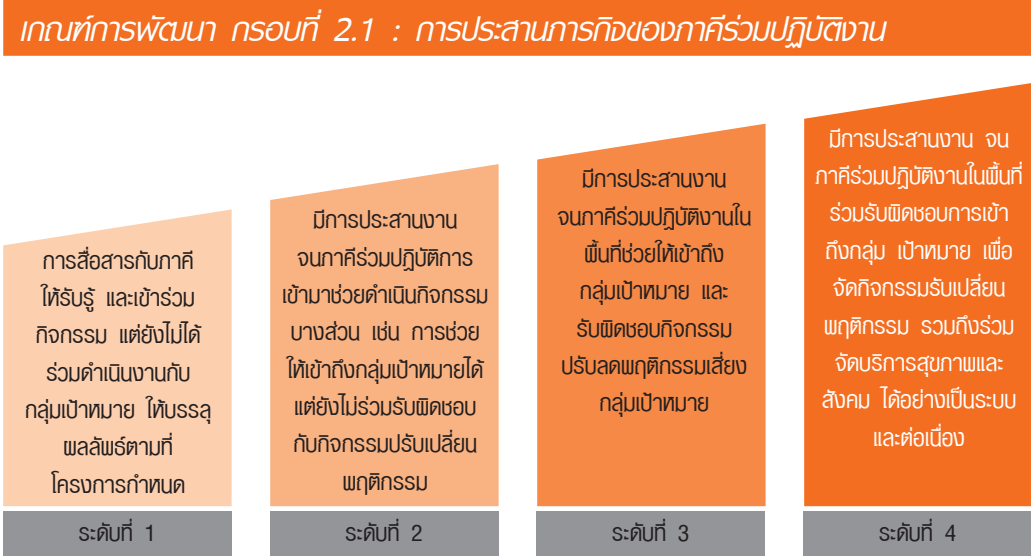 เกณฑ์การพัฒนา กรอบที่ 2.1 : การประสานภารกิจของภาคีร่วมปฏิบัติงาน
การสื่อสารกับภาคี
ให้รับรู้ และเข้าร่วม
กิจกรรม แต่ยังไม่ได้
ร่วมดำเนินงานกับ
กลุ่มเป้าหมาย ให้บรรลุ
ผลลัพธ์ตามที่
โครงการกำหนด
ระดับที่ 1
มีการประสานงาน
จนภาคีร่วมปฏิบัติการ
เข้ามาช่วยดำเนินกิจกรรม
บางส่วน เช่น การช่วย
ให้เข้าถึงกลุ่มเป้าหมายได้
แต่ยังไม่ร่วมรับผิดชอบ
กับกิจกรรมปรับเปลี่ยน
พฤติกรรม
ระดับที่ 2
มีการประสานงาน
จนภาคีร่วมปฏิบัติงานใน
พื้นที่ช่วยให้เข้าถึง
กลุ่มเป้าหมาย และ
รับผิดชอบกิจกรรม
ปรับลดพฤติกรรมเสี่ยง
กลุ่มเป้าหมาย
ระดับที่ 3
มีการประสานงาน จน
ภาคีร่วมปฏิบัติงานในพื้นที่
ร่วมรับผิดชอบการเข้า
ถึงกลุ่ม เป้าหมาย เพื่อ
จัดกิจกรรมรับเปลี่ยน
พฤติกรรม รวมถึงร่วม
จัดบริการสุขภาพและ
สังคม ได้อย่างเป็นระบบ
และต่อเนื่อง
ระดับที่ 4